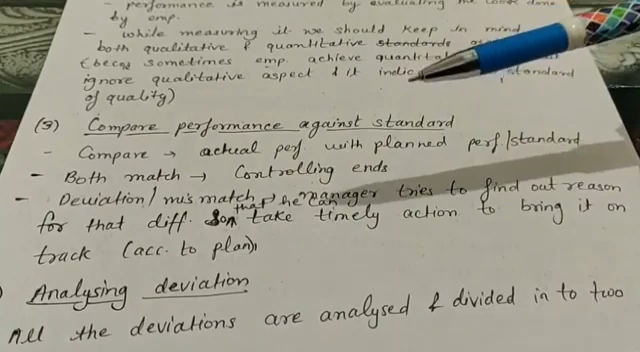 performance is measured by evaluating the work done
by emp.
- while measuring it we should keep in mind
both qualitative & quantitative standards
(becoz sometimes emp. achieve quantit
ignore qualitative aspect & it indic standard
of quality)
(3) Compare performance against standard
- Compare → actual perf. with planned perf./standard
- Both match → Controlling ends
- Deviation/mismatch → manager tries to find out reason
for that diff. so that he can take timely action to bring it on
track (acc. to plan)
) Analysing deviation
All the deviations are analysed & divided in to two